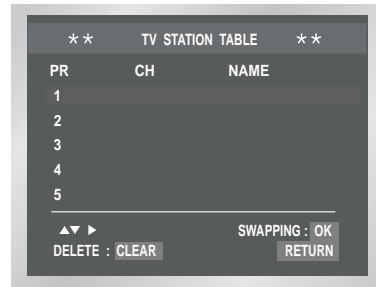 ** TV STATION TABLE **
PR CH NAME
1
2
3
4
5
▲▼ ▶ SWAPPING : OK
DELETE : CLEAR RETURN